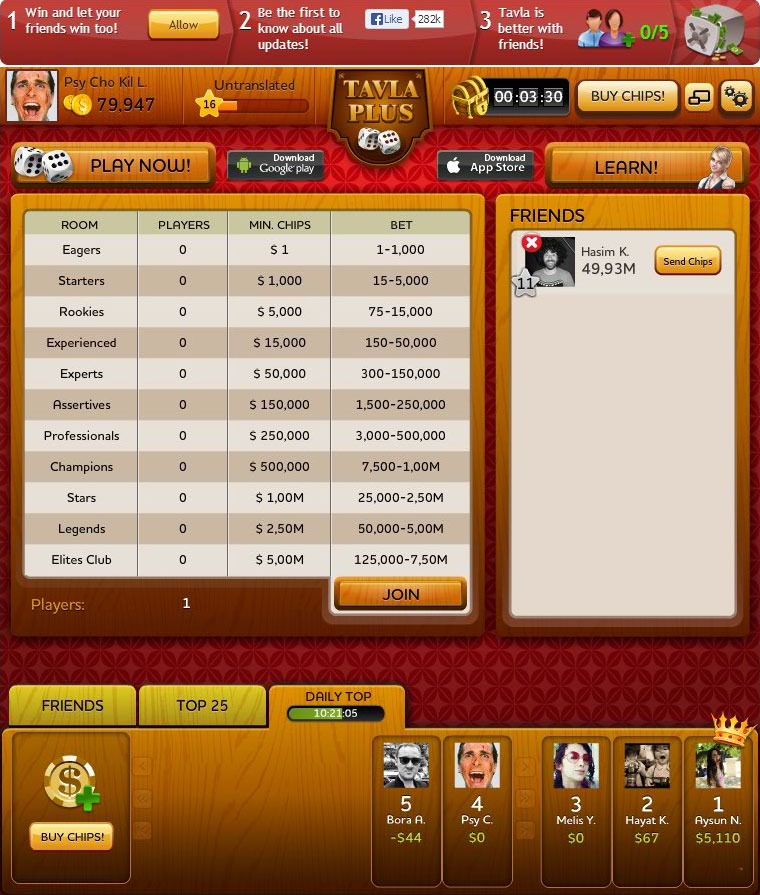 1 Win and let your
friends win too!
Allow
2 Be the first to
know about all
updates!
Like 282k
3 Tavla is
better with
friends!
0/5
Psy Cho Kil L.
79,947
Untranslated
16
TAVLA
PLUS
00:03:30
BUY CHIPS!
PLAY NOW!
Download
Google play
Download
App Store
LEARN!
ROOM PLAYERS MIN. CHIPS BET
Eagers 0 $ 1 1-1,000
Starters 0 $ 1,000 15-5,000
Rookies 0 $ 5,000 75-15,000
Experienced 0 $ 15,000 150-50,000
Experts 0 $ 50,000 300-150,000
Assertives 0 $ 150,000 1,500-250,000
Professionals 0 $ 250,000 3,000-500,000
Champions 0 $ 500,000 7,500-1,00M
Stars 0 $ 1,00M 25,000-2,50M
Legends 0 $ 2,50M 50,000-5,00M
Elites Club 0 $ 5,00M 125,000-7,50M
Players: 1
JOIN
FRIENDS
Hasim K.
49,93M
11
Send Chips
FRIENDS
TOP 25
DAILY TOP
10:21:05
$
BUY CHIPS!
5
Bora A.
-$44
4
Psy C.
$0
3
Melis Y.
$0
2
Hayat K.
$67
1
Aysun N.
$5,110